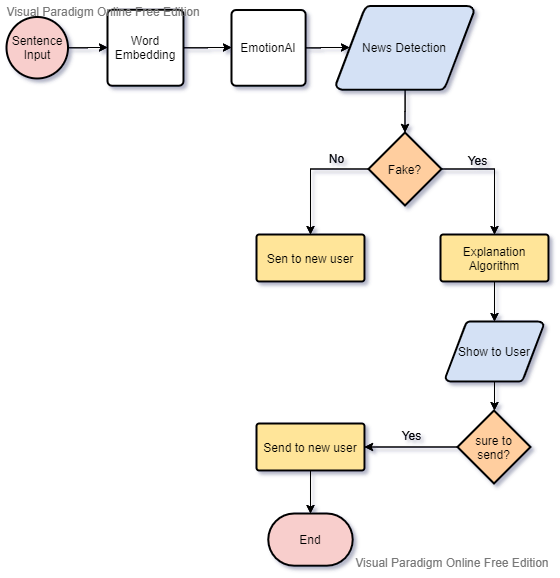 Visual Paradigm Online Free Edition
Sentence
Input
Word
Embedding
EmotionAI
News Detection
Fake?
No
Yes
Sen to new user
Explanation
Algorithm
Show to User
sure to
send?
Yes
Send to new user
End
Visual Paradigm Online Free Edition